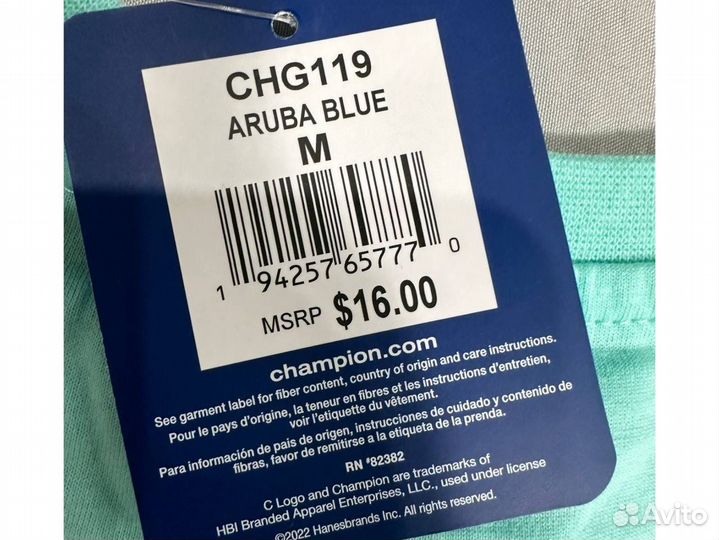 CHG119
ARUBA BLUE
M
1 94257 65777 0
MSRP $16.00
champion.com
See garment label for fiber content, country of origin and care instructions.
Pour le pays d'origine, la teneur en fibres et les instructions d'entretien,
voir l'etiquette du vêtement.
Para información de pais de origen, instrucciones de cuidado y contenido de
fibras, favor de remitirse a la etiqueta de la prenda.
RN #82382
C Logo and Champion are trademarks of
HBI Branded Apparel Enterprises, LLC., used under license
©2022 Hanesbrands Inc. All rights reserved.
Avito